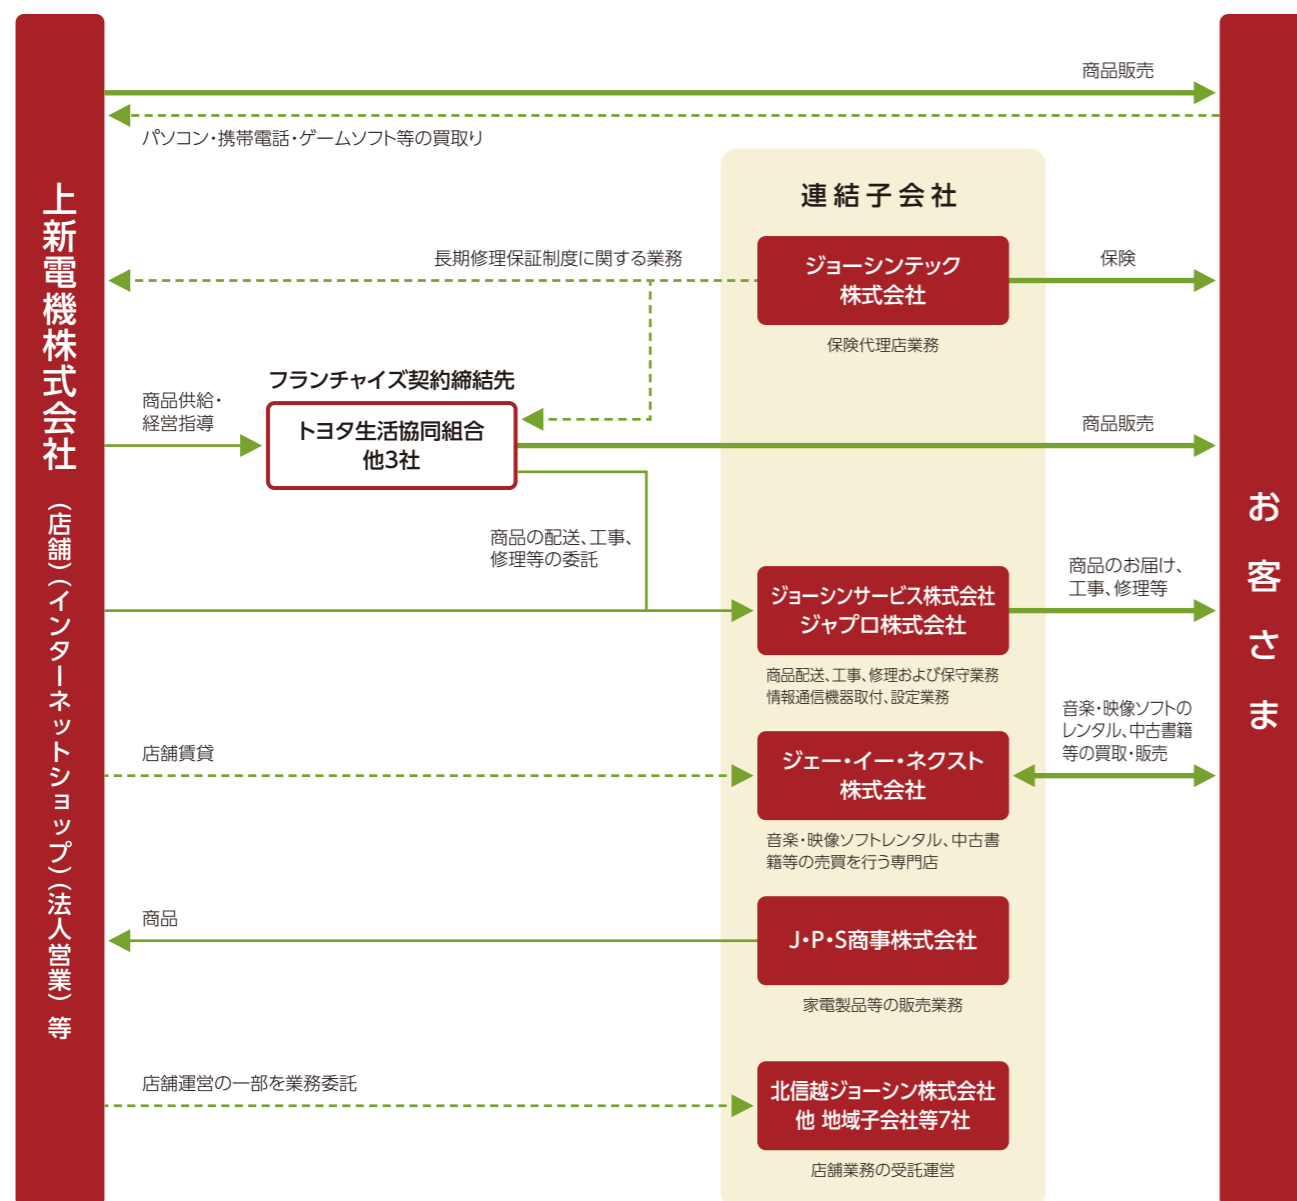 上新電機株式会社
（店舗）（インターネットショップ）（法人営業）等
商品販売
パソコン・携帯電話・ゲームソフト等の買取り
連結子会社
長期修理保証制度に関する業務
ジョーシンテック
株式会社
保険代理店業務
保険
フランチャイズ契約締結先
商品供給・
経営指導
トヨタ生活協同組合
他3社
商品販売
商品の配送、工事、
修理等の委託
ジョーシンサービス株式会社
ジャプロ株式会社
商品配送、工事、修理および保守業務
情報通信機器取付、設定業務
商品のお届け、
工事、修理等
店舗賃貸
ジェー・イー・ネクスト
株式会社
音楽・映像ソフトレンタル、中古書
籍等の売買を行う専門店
音楽・映像ソフトの
レンタル、中古書籍
等の買取・販売
商品
J・P・S商事株式会社
家電製品等の販売業務
店舗運営の一部を業務委託
北信越ジョーシン株式会社
他 地域子会社等7社
店舗業務の受託運営
お客さま